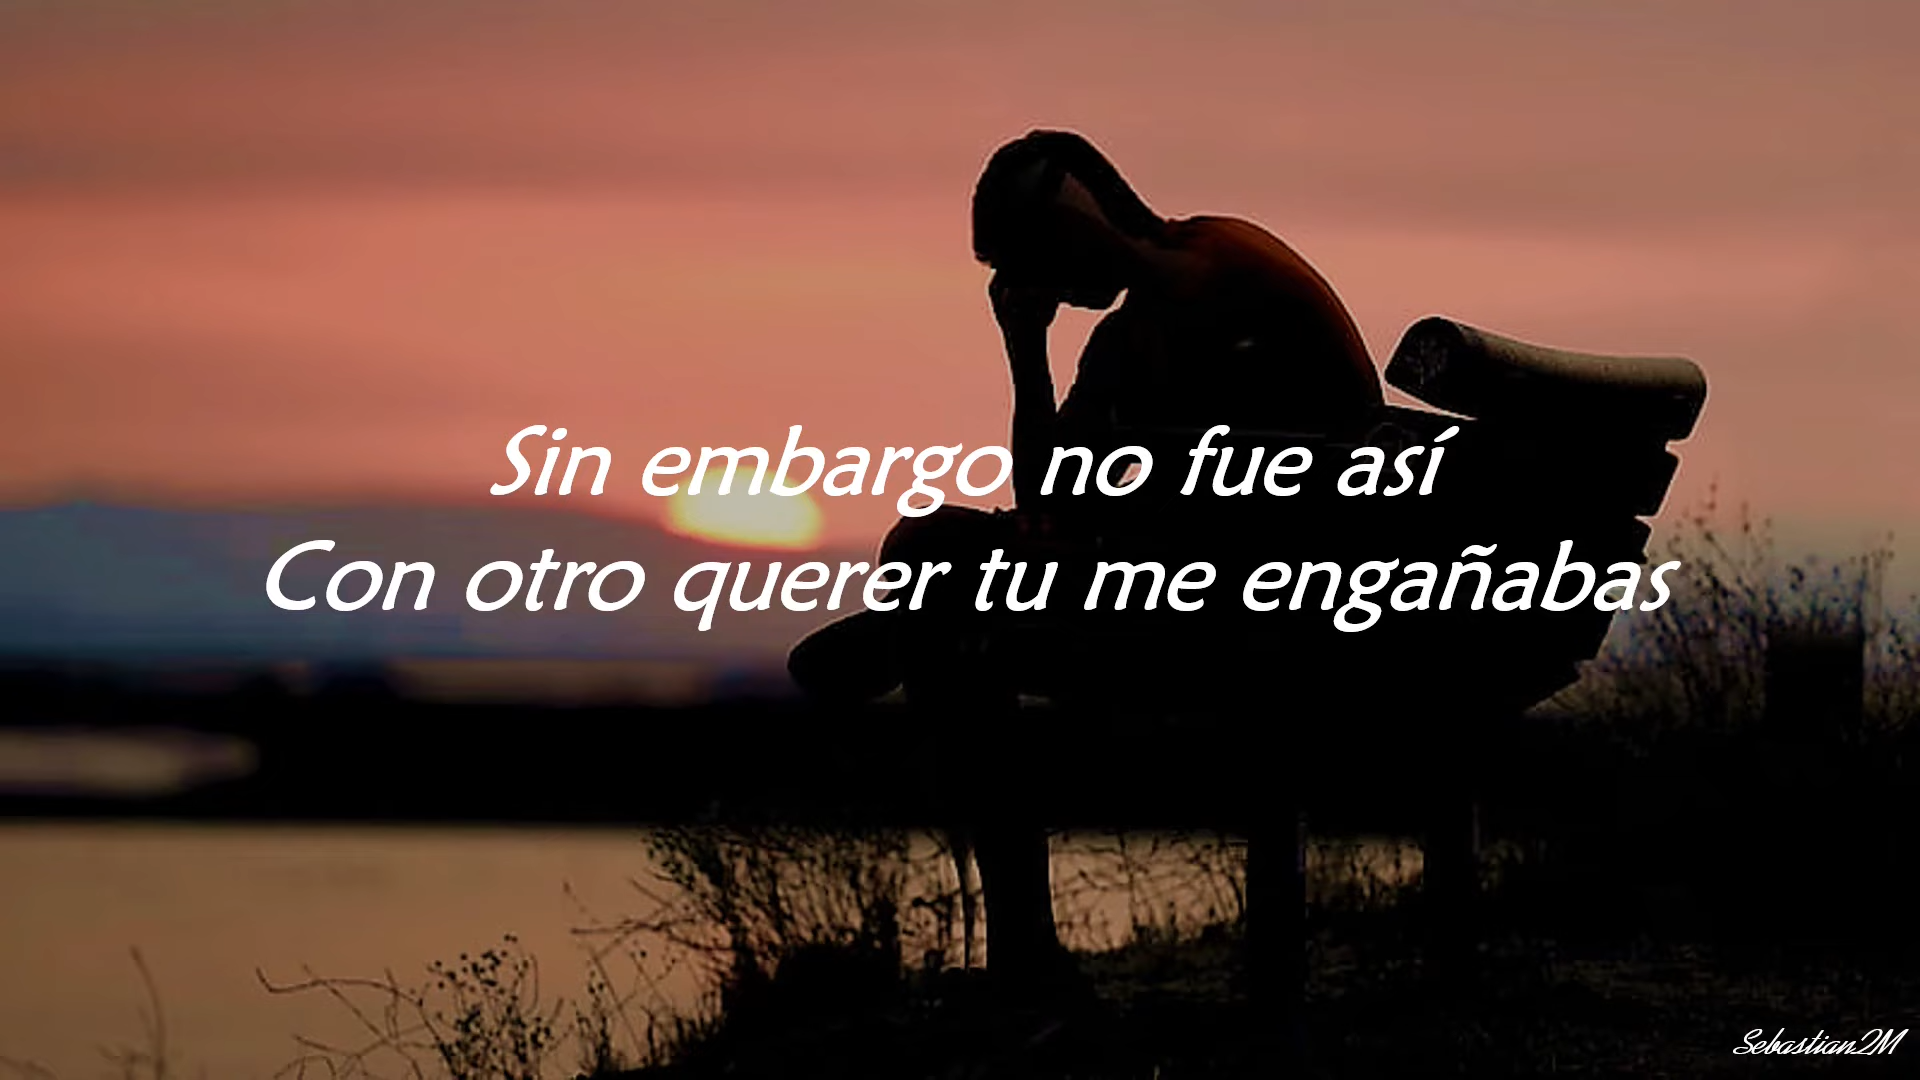 Sin embargo no fue así
Con otro querer tu me engañabas
Sebastian2M